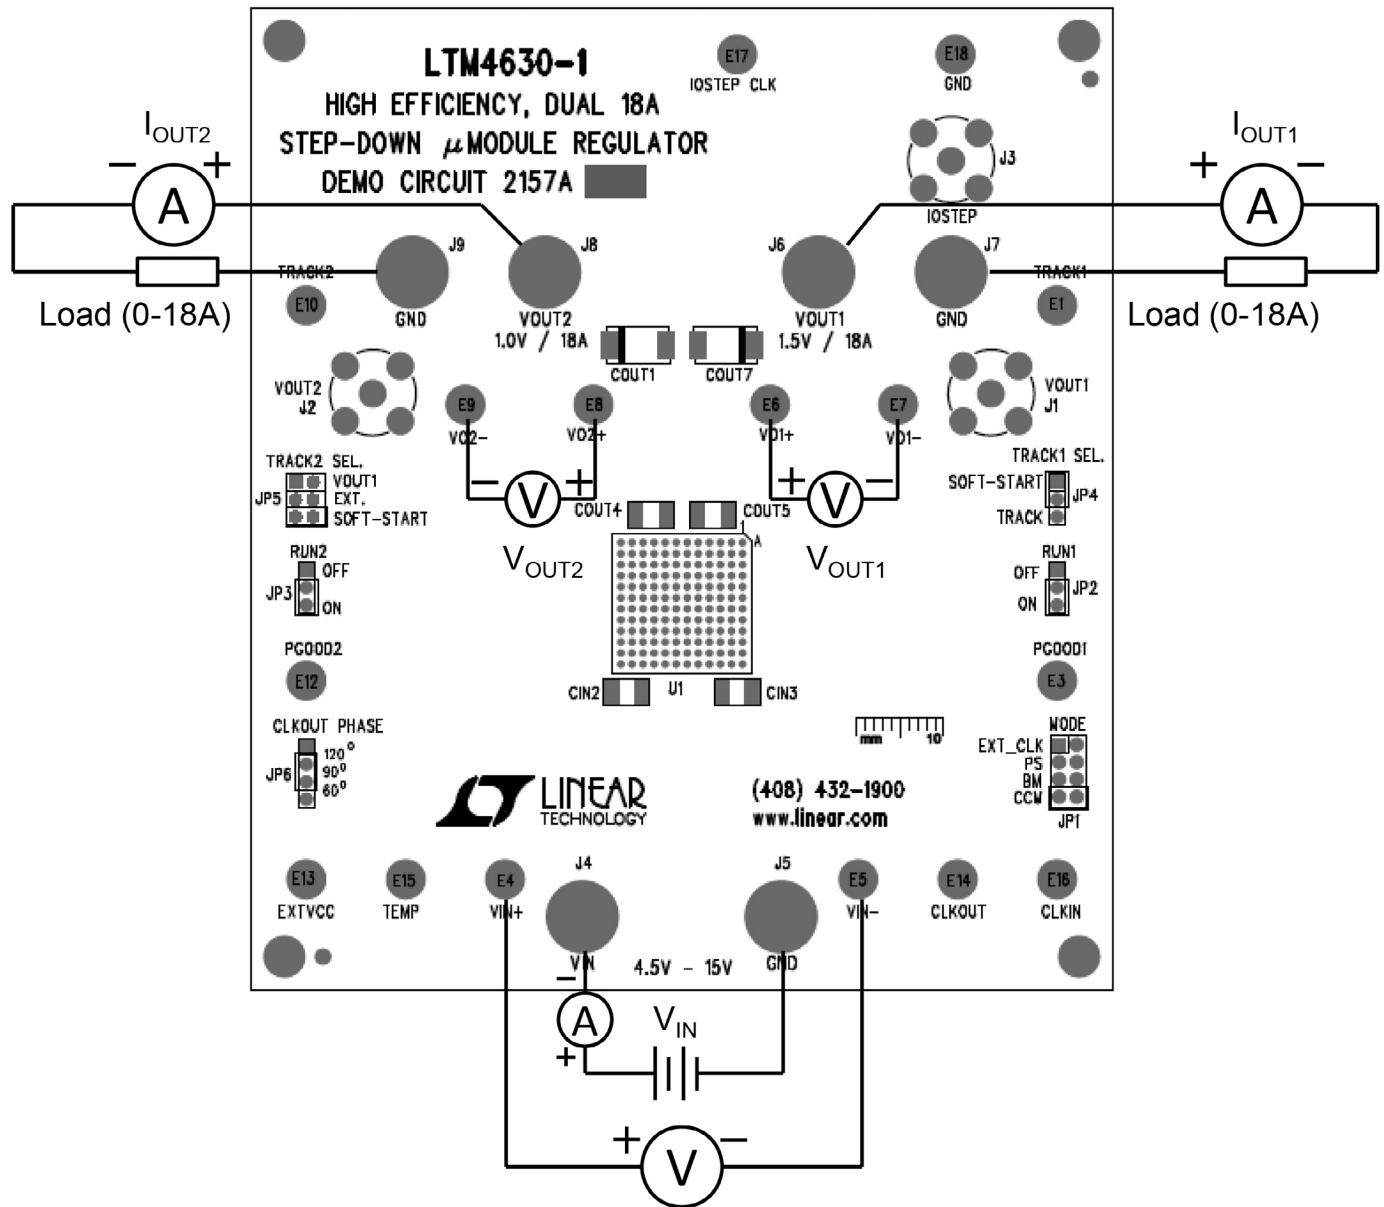 LTM4630-1
HIGH EFFICIENCY, DUAL 18A
STEP-DOWN μMODULE REGULATOR
DEMO CIRCUIT 2157A
E17
IOSTEP CLK
E18
GND
J3
IOSTEP
IOUT2
- +
A
Load (0-18A)
IOUT1
+ -
A
Load (0-18A)
TRACK2
E10
J9
GND
J8
VOUT2
1.0V / 18A
J6
VOUT1
1.5V / 18A
J7
GND
TRACK1
E1
COUT1
COUT7
VOUT2
J2
E9
VO2-
E8
VO2+
E6
VO1+
E7
VO1-
VOUT1
J1
- V +
VOUT2
+ V -
VOUT1
TRACK2 SEL.
VOUT1
JP5
EXT.
SOFT-START
TRACK1 SEL.
SOFT-START
JP4
TRACK
COUT4
COUT5
1
A
RUN2
OFF
JP3
ON
RUN1
OFF
JP2
ON
PGOOD2
E12
PGOOD1
E3
CIN2
U1
CIN3
CLKOUT PHASE
120°
JP6
90°
60°
mm 10
MODE
EXT_CLK
PS
BM
CCM
JP1
LINEAR
TECHNOLOGY
(408) 432-1900
www.linear.com
E13
EXTVCC
E15
TEMP
E4
VIN+
J4
VIN
4.5V - 15V
J5
GND
E5
VIN-
E14
CLKOUT
E16
CLKIN
-
A
+
VIN
+ V -